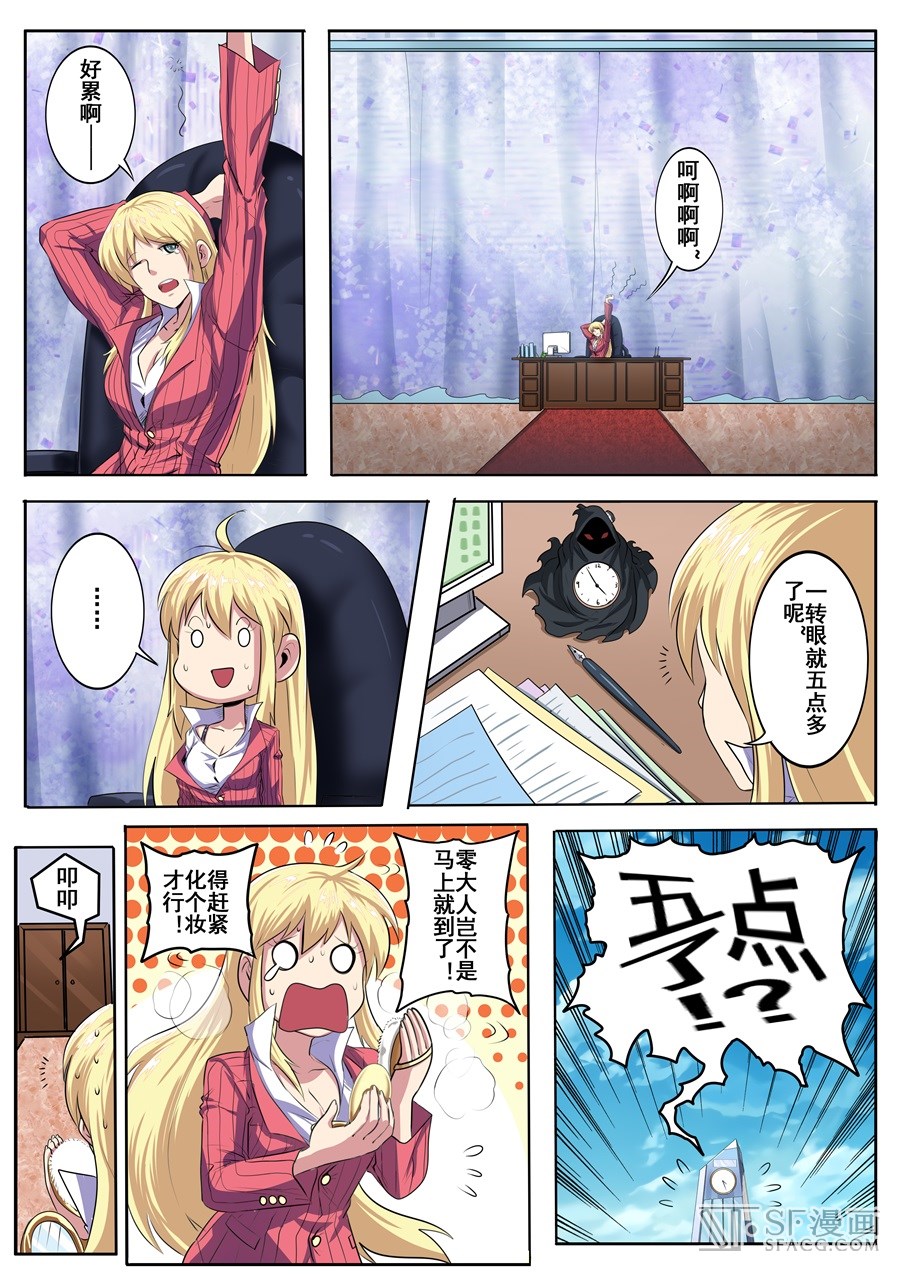 呵啊啊啊~
好累啊——
一转眼就五点多
了呢~
……
五点
了!?
零大人岂不是
马上就到了!
得赶紧
化个妆
才行!
叩
叩
SF漫画
SFACG.COM